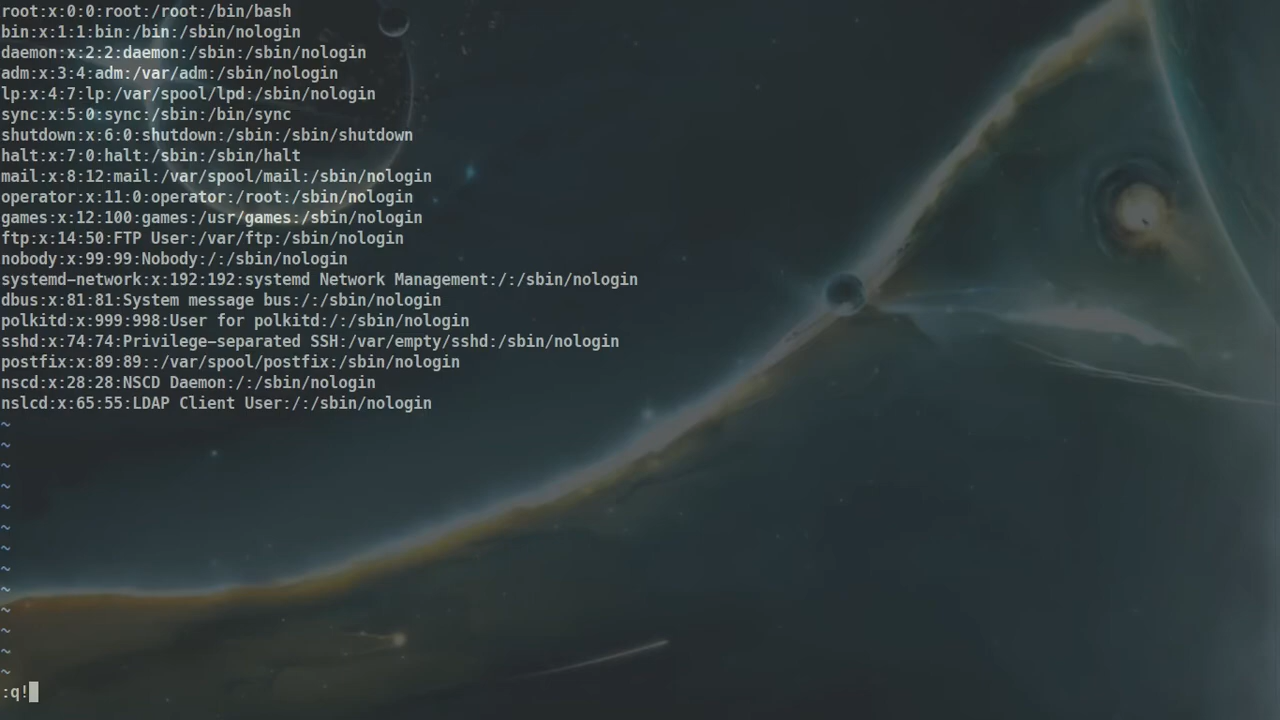 root:x:0:0:root:/root:/bin/bash
bin:x:1:1:bin:/bin:/sbin/nologin
daemon:x:2:2:daemon:/sbin:/sbin/nologin
adm:x:3:4:adm:/var/adm:/sbin/nologin
lp:x:4:7:lp:/var/spool/lpd:/sbin/nologin
sync:x:5:0:sync:/sbin:/bin/sync
shutdown:x:6:0:shutdown:/sbin:/sbin/shutdown
halt:x:7:0:halt:/sbin:/sbin/halt
mail:x:8:12:mail:/var/spool/mail:/sbin/nologin
operator:x:11:0:operator:/root:/sbin/nologin
games:x:12:100:games:/usr/games:/sbin/nologin
ftp:x:14:50:FTP User:/var/ftp:/sbin/nologin
nobody:x:99:99:Nobody:/:/sbin/nologin
systemd-network:x:192:192:systemd Network Management:/:/sbin/nologin
dbus:x:81:81:System message bus:/:/sbin/nologin
polkitd:x:999:998:User for polkitd:/:/sbin/nologin
sshd:x:74:74:Privilege-separated SSH:/var/empty/sshd:/sbin/nologin
postfix:x:89:89::/var/spool/postfix:/sbin/nologin
nscd:x:28:28:NSCD Daemon:/:/sbin/nologin
nslcd:x:65:55:LDAP Client User:/:/sbin/nologin
~
~
~
~
~
~
~
~
~
~
~
~
~
:q!